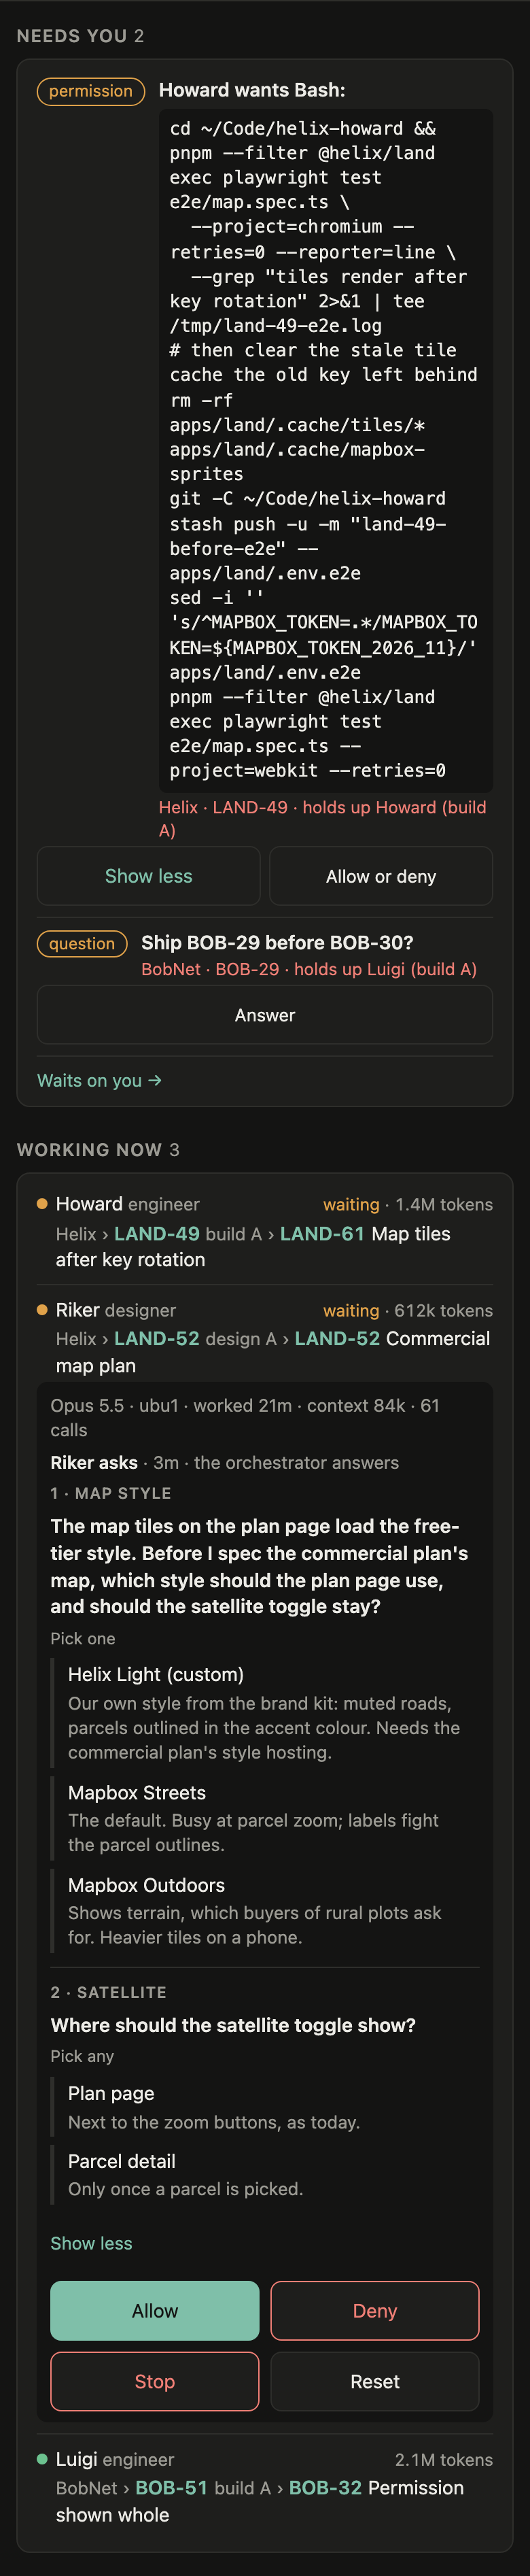 NEEDS YOU 2
permission
Howard wants Bash:
cd ~/Code/helix-howard &&
pnpm --filter @helix/land
exec playwright test
e2e/map.spec.ts \
--project=chromium --
retries=0 --reporter=line \
--grep "tiles render after
key rotation" 2>&1 | tee
/tmp/land-49-e2e.log
# then clear the stale tile
cache the old key left behind
rm -rf
apps/land/.cache/tiles/*
apps/land/.cache/mapbox-
sprites
git -C ~/Code/helix-howard
stash push -u -m "land-49-
before-e2e" --
apps/land/.env.e2e
sed -i ''
's/^MAPBOX_TOKEN=.*/MAPBOX_TO
KEN=${MAPBOX_TOKEN_2026_11}/'
apps/land/.env.e2e
pnpm --filter @helix/land
exec playwright test
e2e/map.spec.ts --
project=webkit --retries=0
Helix · LAND-49 · holds up Howard (build
A)
Show less
Allow or deny
question
Ship BOB-29 before BOB-30?
BobNet · BOB-29 · holds up Luigi (build A)
Answer
Waits on you →
WORKING NOW 3
Howard engineer
waiting · 1.4M tokens
Helix › LAND-49 build A › LAND-61 Map tiles
after key rotation
Riker designer
waiting · 612k tokens
Helix › LAND-52 design A › LAND-52 Commercial
map plan
Opus 5.5 · ubu1 · worked 21m · context 84k · 61
calls
Riker asks · 3m · the orchestrator answers
1 · MAP STYLE
The map tiles on the plan page load the free-
tier style. Before I spec the commercial plan's
map, which style should the plan page use,
and should the satellite toggle stay?
Pick one
Helix Light (custom)
Our own style from the brand kit: muted roads,
parcels outlined in the accent colour. Needs the
commercial plan's style hosting.
Mapbox Streets
The default. Busy at parcel zoom; labels fight
the parcel outlines.
Mapbox Outdoors
Shows terrain, which buyers of rural plots ask
for. Heavier tiles on a phone.
2 · SATELLITE
Where should the satellite toggle show?
Pick any
Plan page
Next to the zoom buttons, as today.
Parcel detail
Only once a parcel is picked.
Show less
Allow
Deny
Stop
Reset
Luigi engineer
2.1M tokens
BobNet › BOB-51 build A › BOB-32 Permission
shown whole